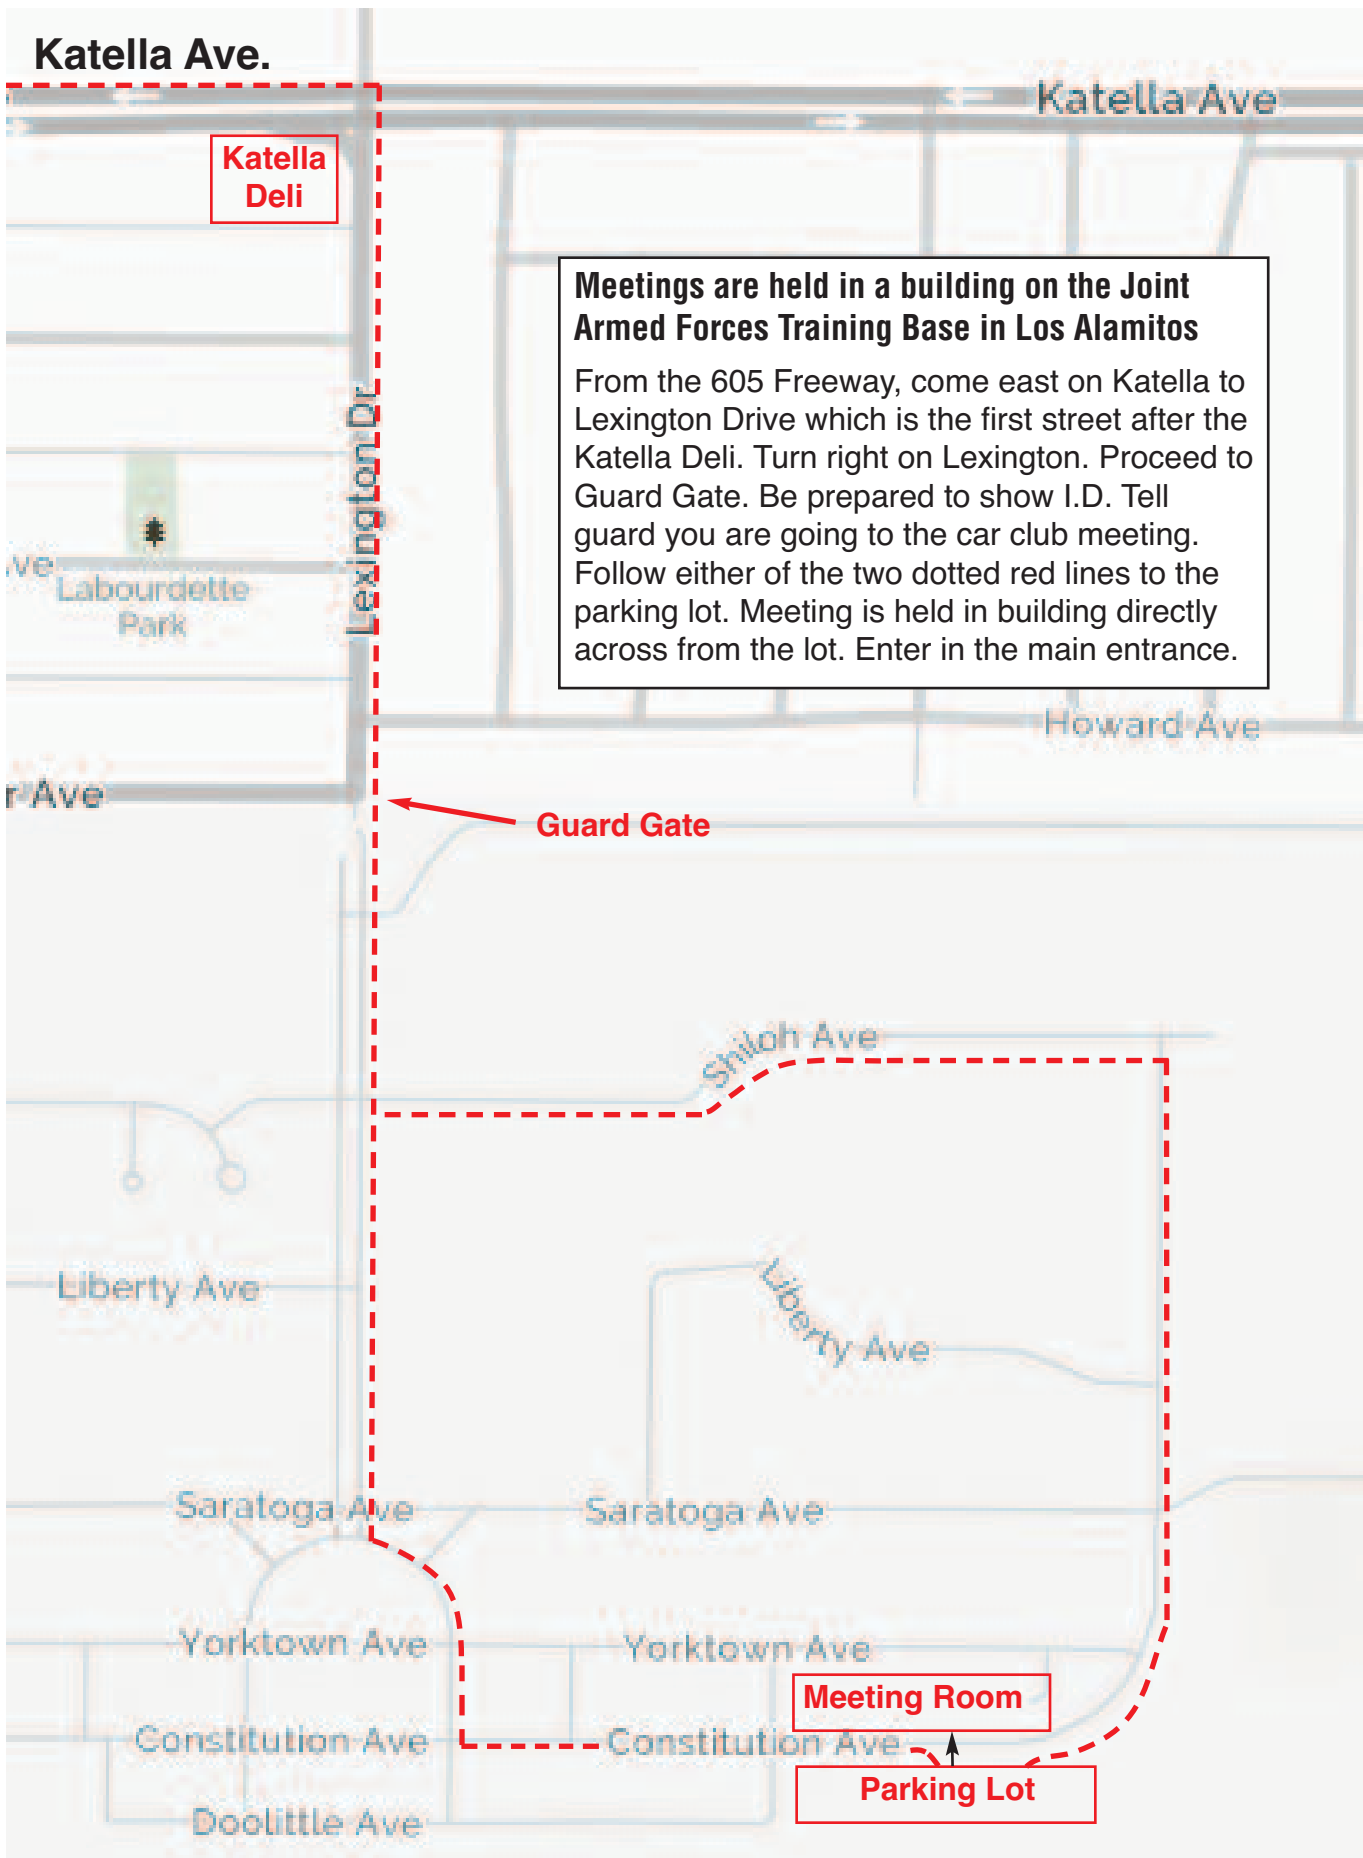 Katella Ave.
Katella Ave
Katella
Deli
Meetings are held in a building on the Joint
Armed Forces Training Base in Los Alamitos
From the 605 Freeway, come east on Katella to
Lexington Drive which is the first street after the
Katella Deli. Turn right on Lexington. Proceed to
Guard Gate. Be prepared to show I.D. Tell
guard you are going to the car club meeting.
Follow either of the two dotted red lines to the
parking lot. Meeting is held in building directly
across from the lot. Enter in the main entrance.
Lexington Dr
ve
Labourdette
Park
Howard Ave
r Ave
Guard Gate
Shiloh Ave
Liberty Ave
Liberty Ave
Saratoga Ave
Saratoga Ave
Yorktown Ave
Yorktown Ave
Meeting Room
Constitution Ave
Constitution Ave
Parking Lot
Doolittle Ave